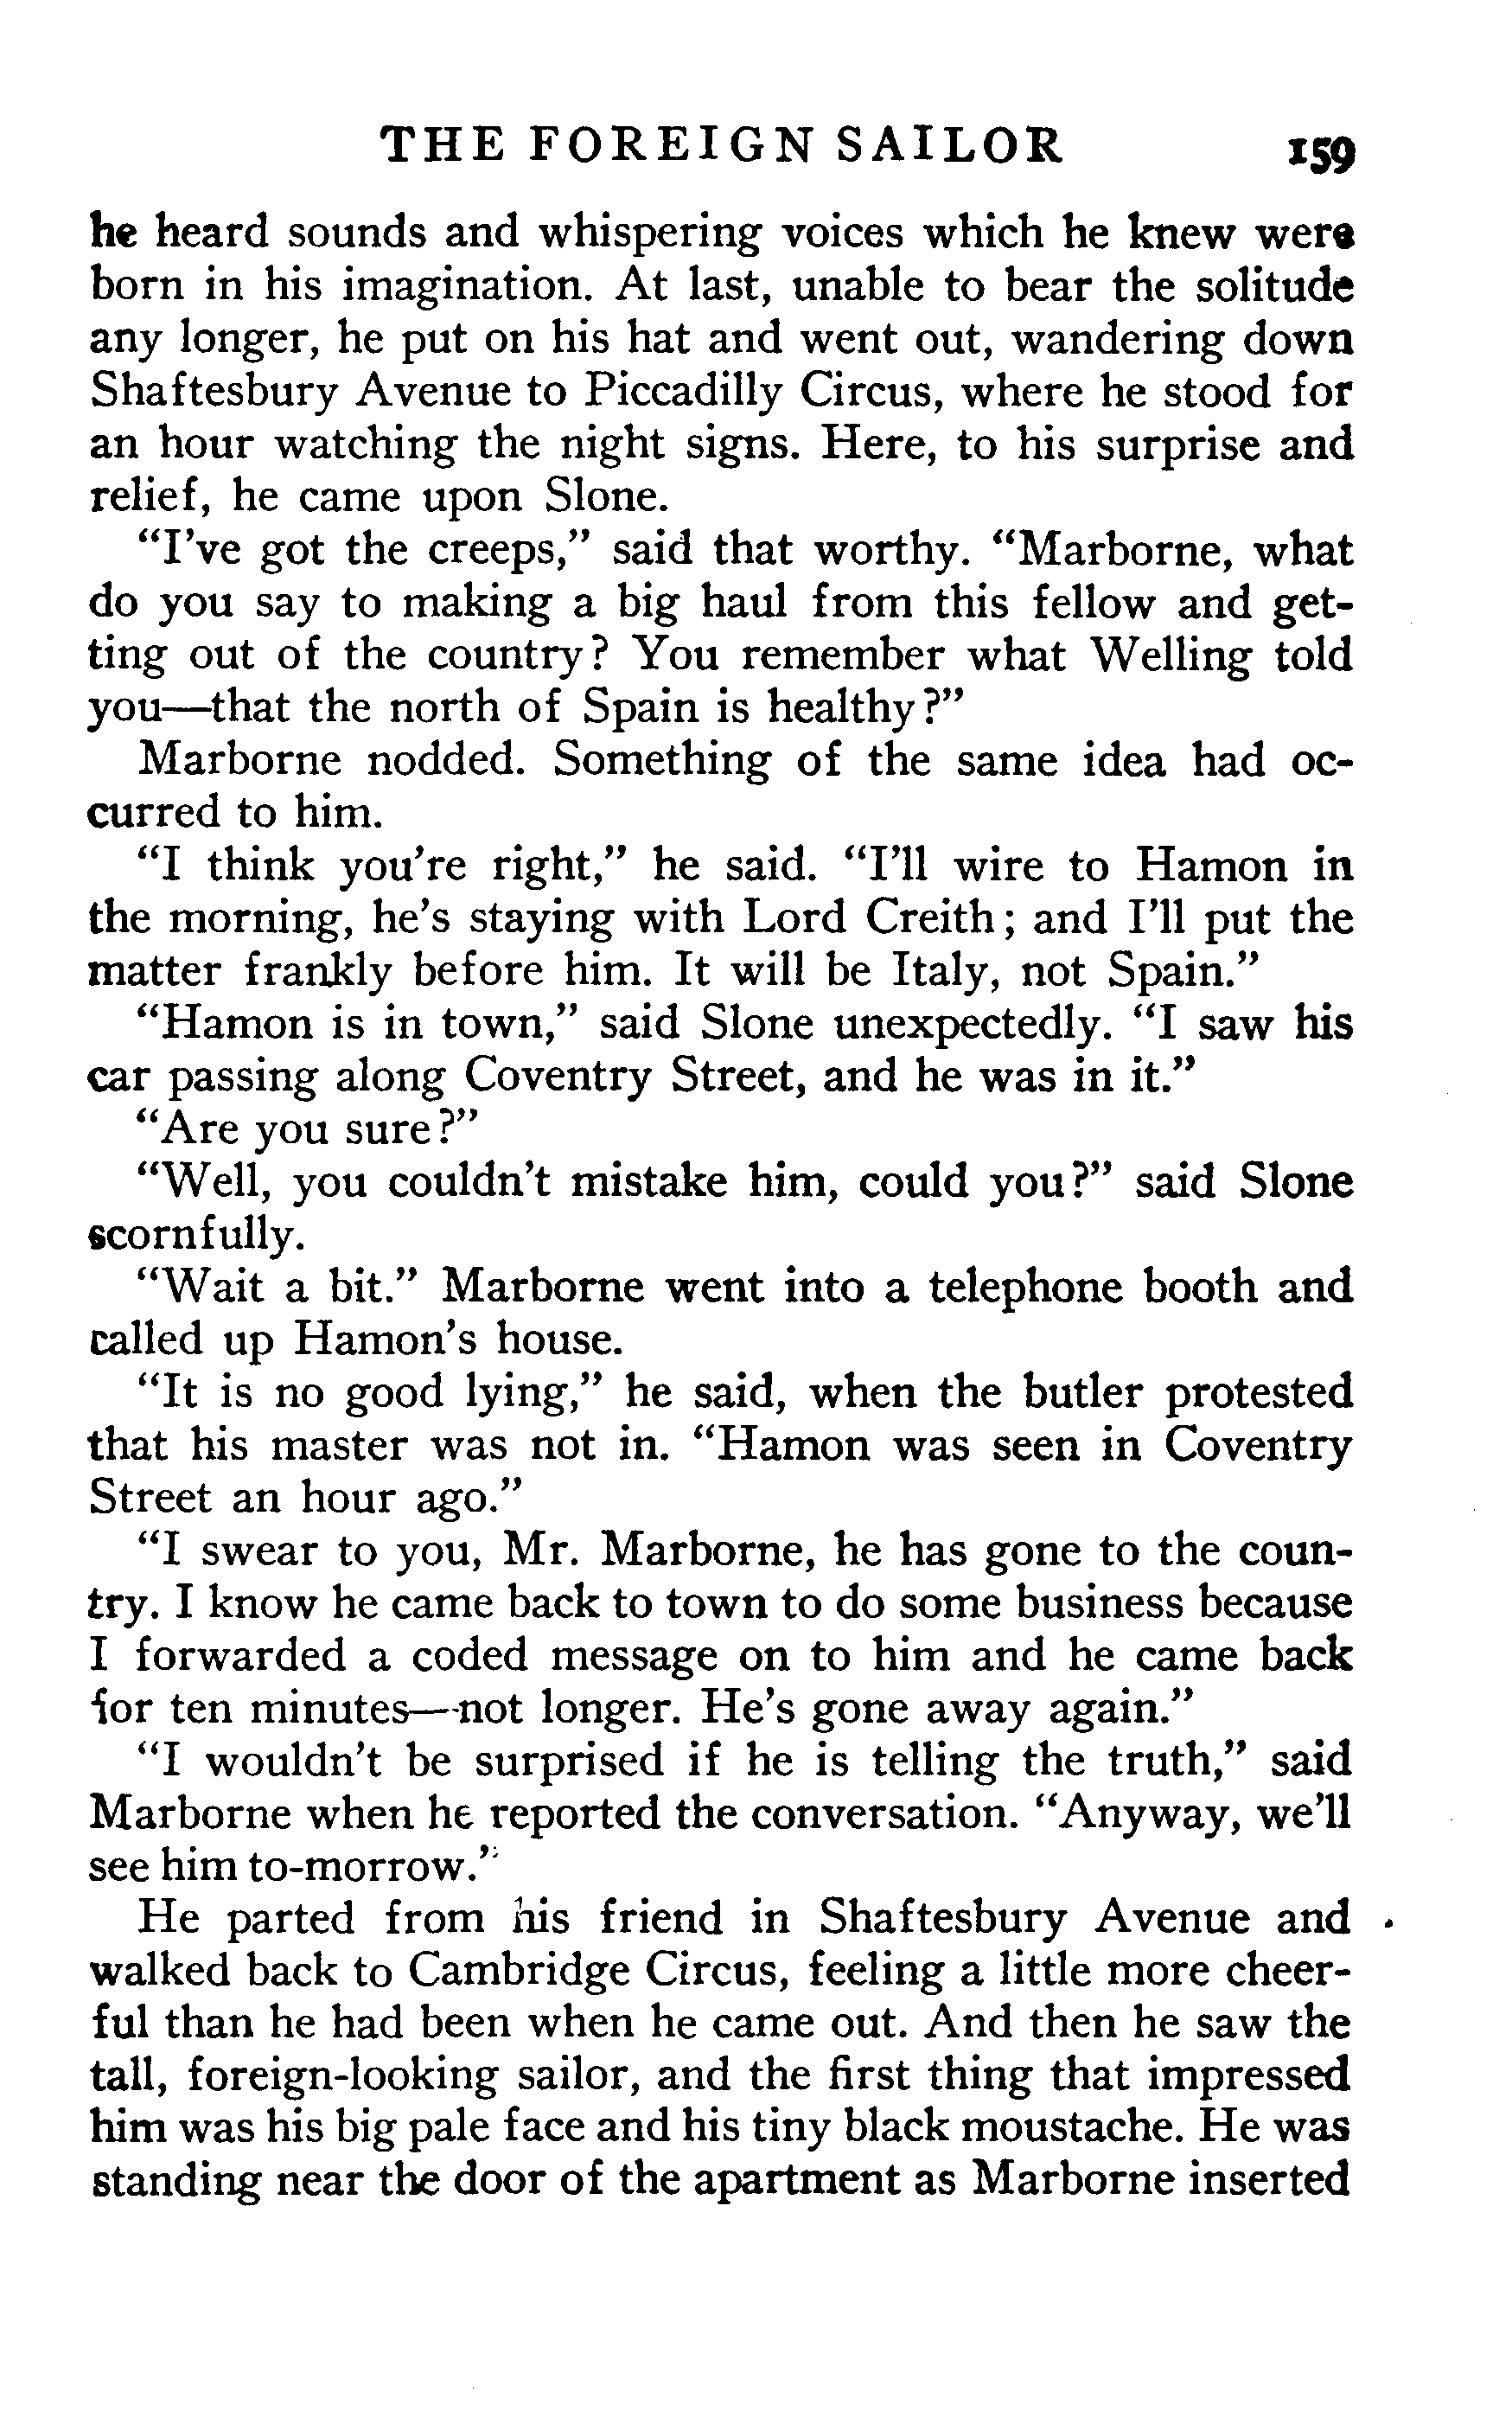 THE FOREIGN SAILOR 159
he heard sounds and whispering voices which he knew were
born in his imagination. At last, unable to bear the solitude
any longer, he put on his hat and went out, wandering down
Shaftesbury Avenue to Piccadilly Circus, where he stood for
an hour watching the night signs. Here, to his surprise and
relief, he came upon Slone.
"I've got the creeps," said that worthy. "Marborne, what
do you say to making a big haul from this fellow and get-
ting out of the country? You remember what Welling told
you—that the north of Spain is healthy?"
Marborne nodded. Something of the same idea had oc-
curred to him.
"I think you're right," he said. "I'll wire to Hamon in
the morning, he's staying with Lord Creith; and I'll put the
matter frankly before him. It will be Italy, not Spain."
"Hamon is in town," said Slone unexpectedly. "I saw his
car passing along Coventry Street, and he was in it."
"Are you sure?"
"Well, you couldn't mistake him, could you?" said Slone
scornfully.
"Wait a bit." Marborne went into a telephone booth and
called up Hamon's house.
"It is no good lying," he said, when the butler protested
that his master was not in. "Hamon was seen in Coventry
Street an hour ago."
"I swear to you, Mr. Marborne, he has gone to the coun-
try. I know he came back to town to do some business because
I forwarded a coded message on to him and he came back
for ten minutes—not longer. He's gone away again."
"I wouldn't be surprised if he is telling the truth," said
Marborne when he reported the conversation. "Anyway, we'll
see him to-morrow."
He parted from his friend in Shaftesbury Avenue and
walked back to Cambridge Circus, feeling a little more cheer-
ful than he had been when he came out. And then he saw the
tall, foreign-looking sailor, and the first thing that impressed
him was his big pale face and his tiny black moustache. He was
standing near the door of the apartment as Marborne inserted